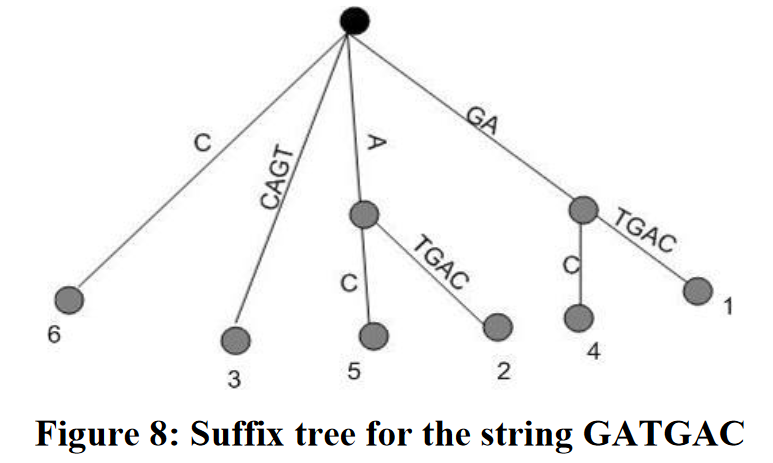 GA
C
A
CAGT
TGAC
TGAC
C
C
6
3
5
2
4
1
Figure 8: Suffix tree for the string GATGAC